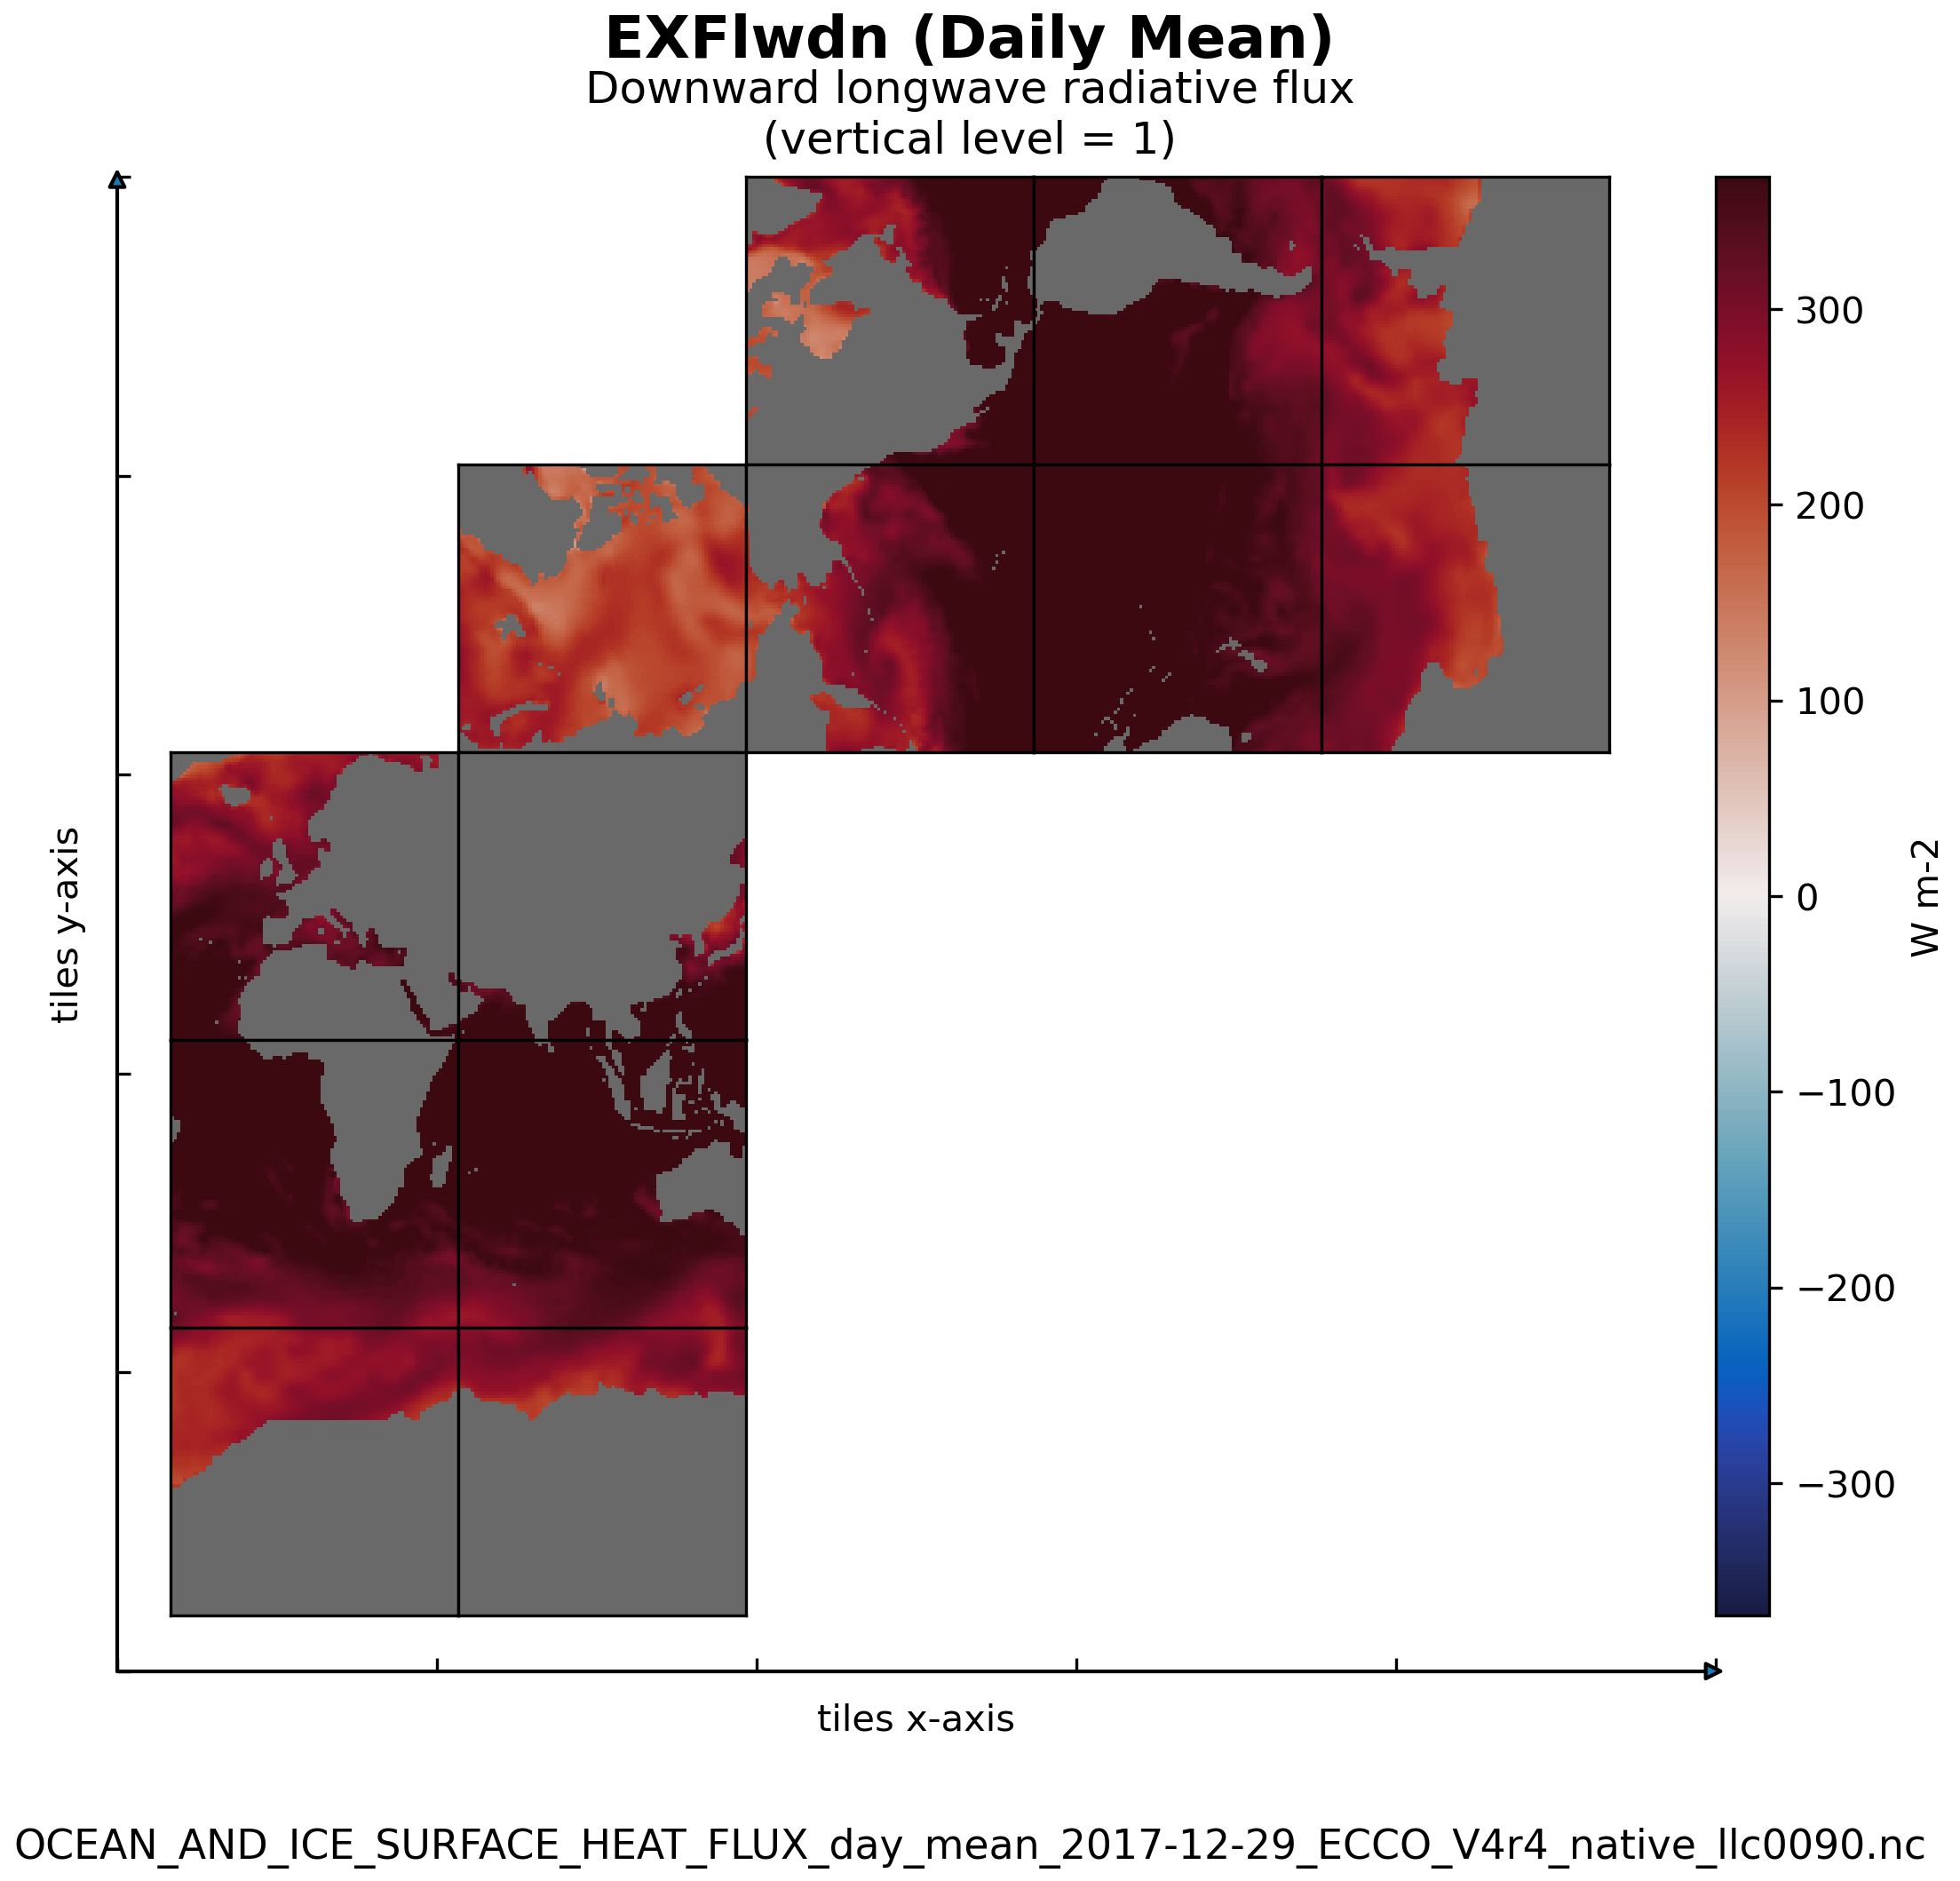 EXFlwdn (Daily Mean)
Downward longwave radiative flux
(vertical level = 1)
tiles y-axis
300
200
100
0
−100
−200
−300
W m-2
tiles x-axis
OCEAN_AND_ICE_SURFACE_HEAT_FLUX_day_mean_2017-12-29_ECCO_V4r4_native_llc0090.nc